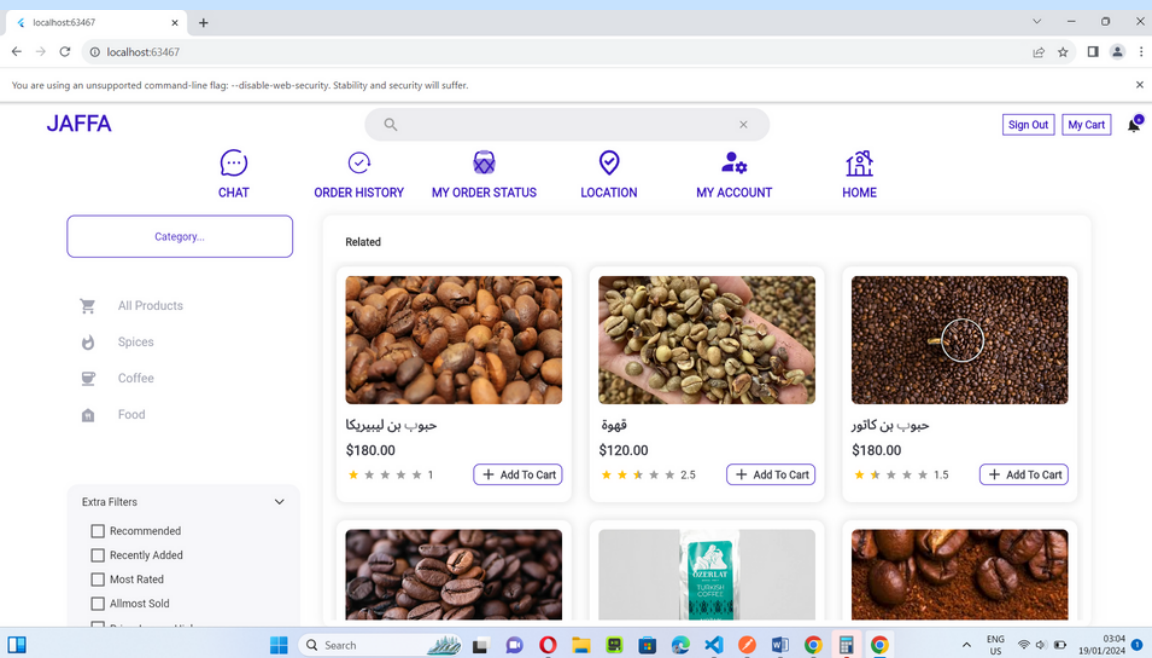 localhost:63467
localhost:63467
You are using an unsupported command-line flag: --disable-web-security. Stability and security will suffer.
JAFFA
Sign Out
My Cart
CHAT
ORDER HISTORY
MY ORDER STATUS
LOCATION
MY ACCOUNT
HOME
Category...
All Products
Spices
Coffee
Food
Extra Filters
Recommended
Recently Added
Most Rated
Allmost Sold
Related
حبوب بن ليبيريكا
$180.00
1
Add To Cart
قهوة
$120.00
2.5
Add To Cart
حبوب بن كاتور
$180.00
1.5
Add To Cart
ÖZERLAT
TURKISH
COFFEE
Search
ENG
US
03:04
19/01/2024
1